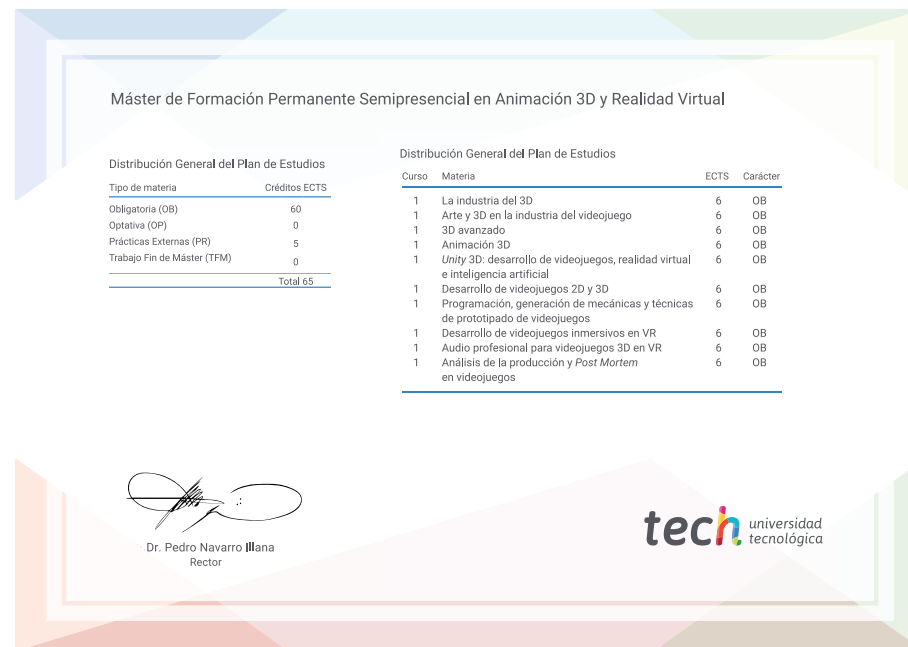 Máster de Formación Permanente Semipresencial en Animación 3D y Realidad Virtual
Distribución General del Plan de Estudios
Tipo de materia Créditos ECTS
Obligatoria (OB) 60
Optativa (OP) 0
Prácticas Externas (PR) 5
Trabajo Fin de Máster (TFM) 0
Total 65
Distribución General del Plan de Estudios
Curso Materia ECTS Carácter
1 La industria del 3D 6 OB
1 Arte y 3D en la industria del videojuego 6 OB
1 3D avanzado 6 OB
1 Animación 3D 6 OB
1 Unity 3D: desarrollo de videojuegos, realidad virtual 6 OB
e inteligencia artificial
1 Desarrollo de videojuegos 2D y 3D 6 OB
1 Programación, generación de mecánicas y técnicas 6 OB
de prototipado de videojuegos
1 Desarrollo de videojuegos inmersivos en VR 6 OB
1 Audio profesional para videojuegos 3D en VR 6 OB
1 Análisis de la producción y Post Mortem 6 OB
en videojuegos
Dr. Pedro Navarro Illana
Rector
tech universidad
tecnológica